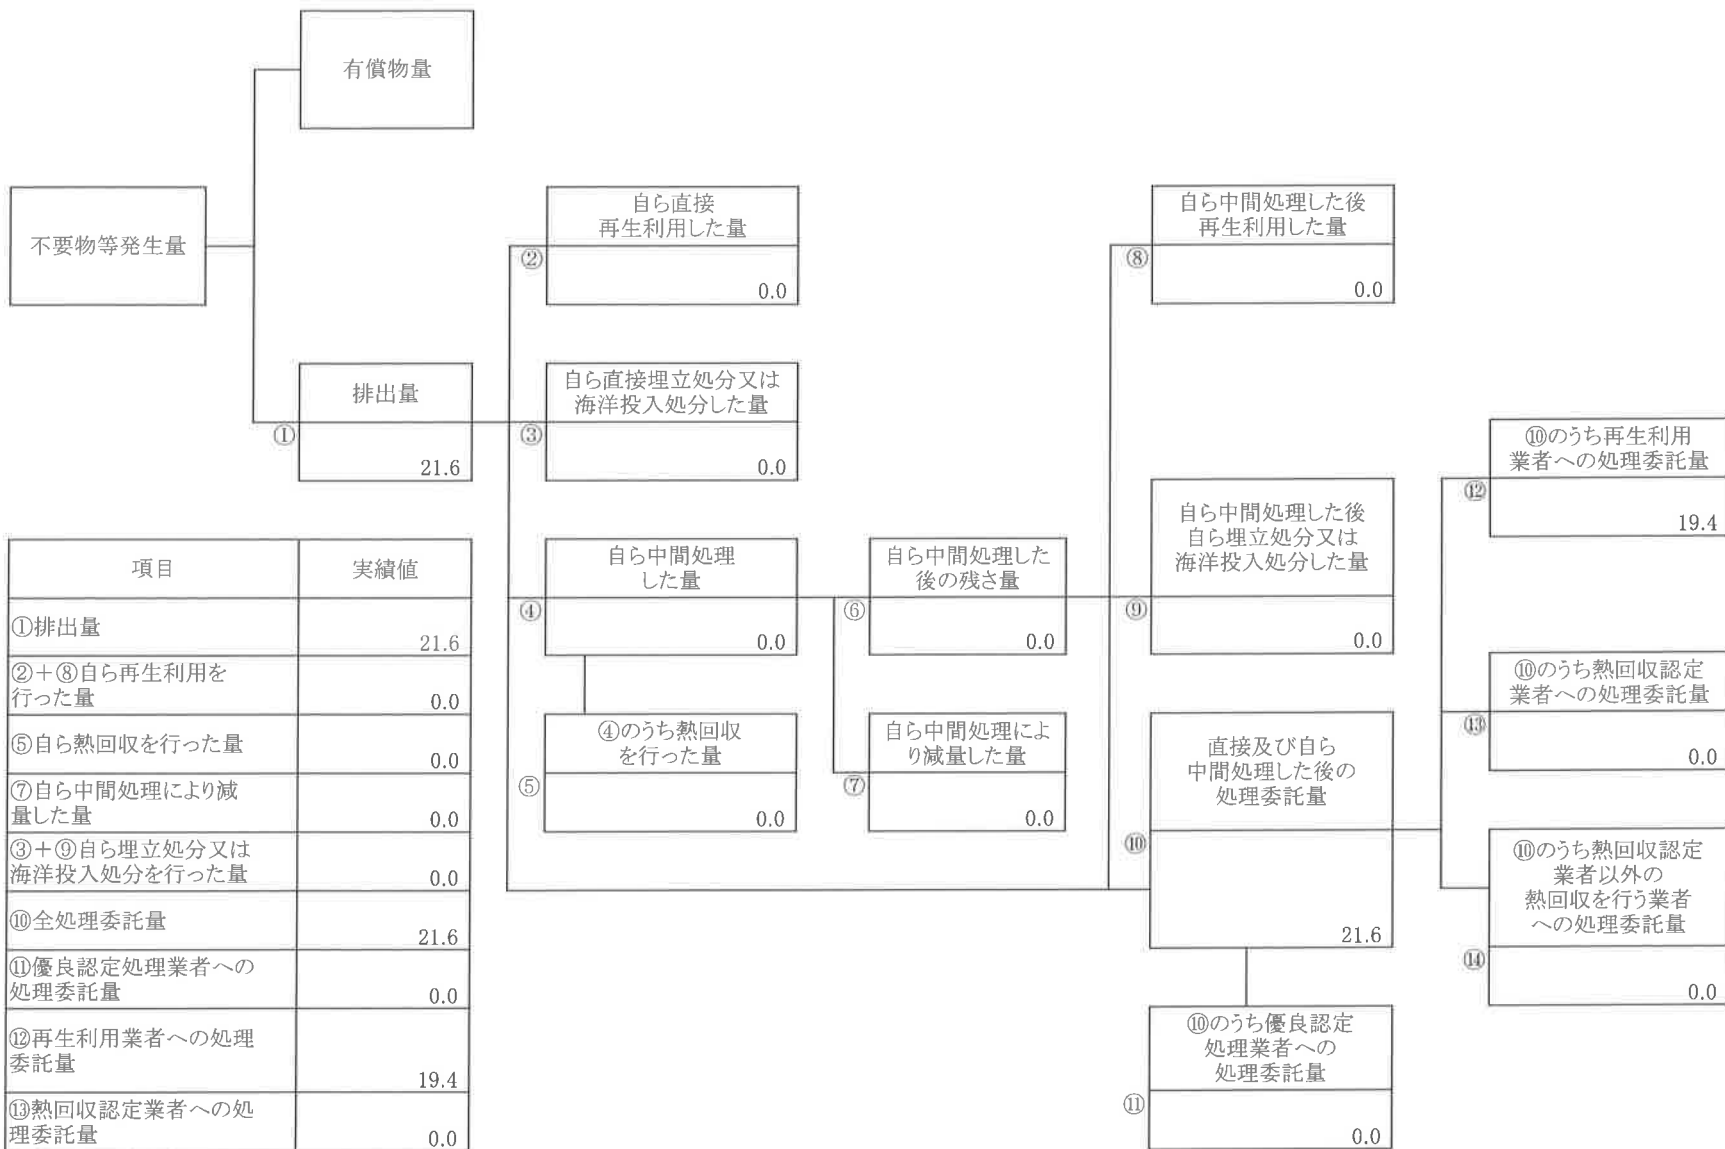 有償物量
不要物等発生量
排出量
①
21.6
自ら直接
再生利用した量
②
0.0
自ら直接埋立処分又は
海洋投入処分した量
③
0.0
自ら中間処理
した量
④
0.0
④のうち熱回収
を行った量
⑤
0.0
自ら中間処理した
後の残さ量
⑥
0.0
自ら中間処理によ
り減量した量
⑦
0.0
自ら中間処理した後
再生利用した量
⑧
0.0
自ら中間処理した後
自ら埋立処分又は
海洋投入処分した量
⑨
0.0
直接及び自ら
中間処理した後の
処理委託量
⑩
21.6
⑩のうち優良認定
処理業者への
処理委託量
⑪
0.0
⑩のうち再生利用
業者への処理委託量
⑫
19.4
⑩のうち熱回収認定
業者への処理委託量
⑬
0.0
⑩のうち熱回収認定
業者以外の
熱回収を行う業者
への処理委託量
⑭
0.0
項目 実績値
①排出量 21.6
②＋⑧自ら再生利用を
行った量 0.0
⑤自ら熱回収を行った量 0.0
⑦自ら中間処理により減
量した量 0.0
③＋⑨自ら埋立処分又は
海洋投入処分を行った量 0.0
⑩全処理委託量 21.6
⑪優良認定処理業者への
処理委託量 0.0
⑫再生利用業者への処理
委託量 19.4
⑬熱回収認定業者への処
理委託量 0.0